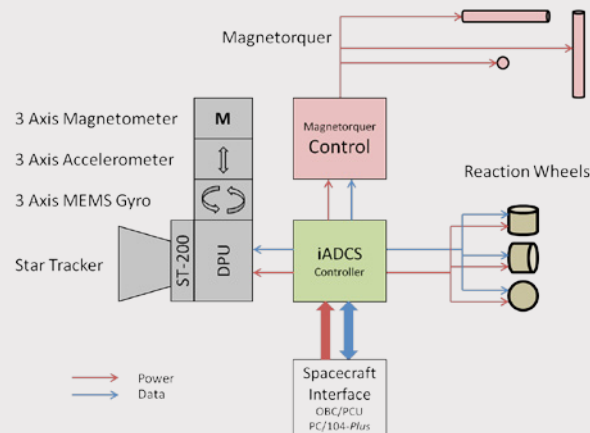 Magnetorquer
3 Axis Magnetometer
M
Magnetorquer
Control
3 Axis Accelerometer
Reaction Wheels
3 Axis MEMS Gyro
Star Tracker
ST-200
DPU
iADCS
Controller
Spacecraft
Interface
OBC/PCU
PC/104-Plus
Power
Data